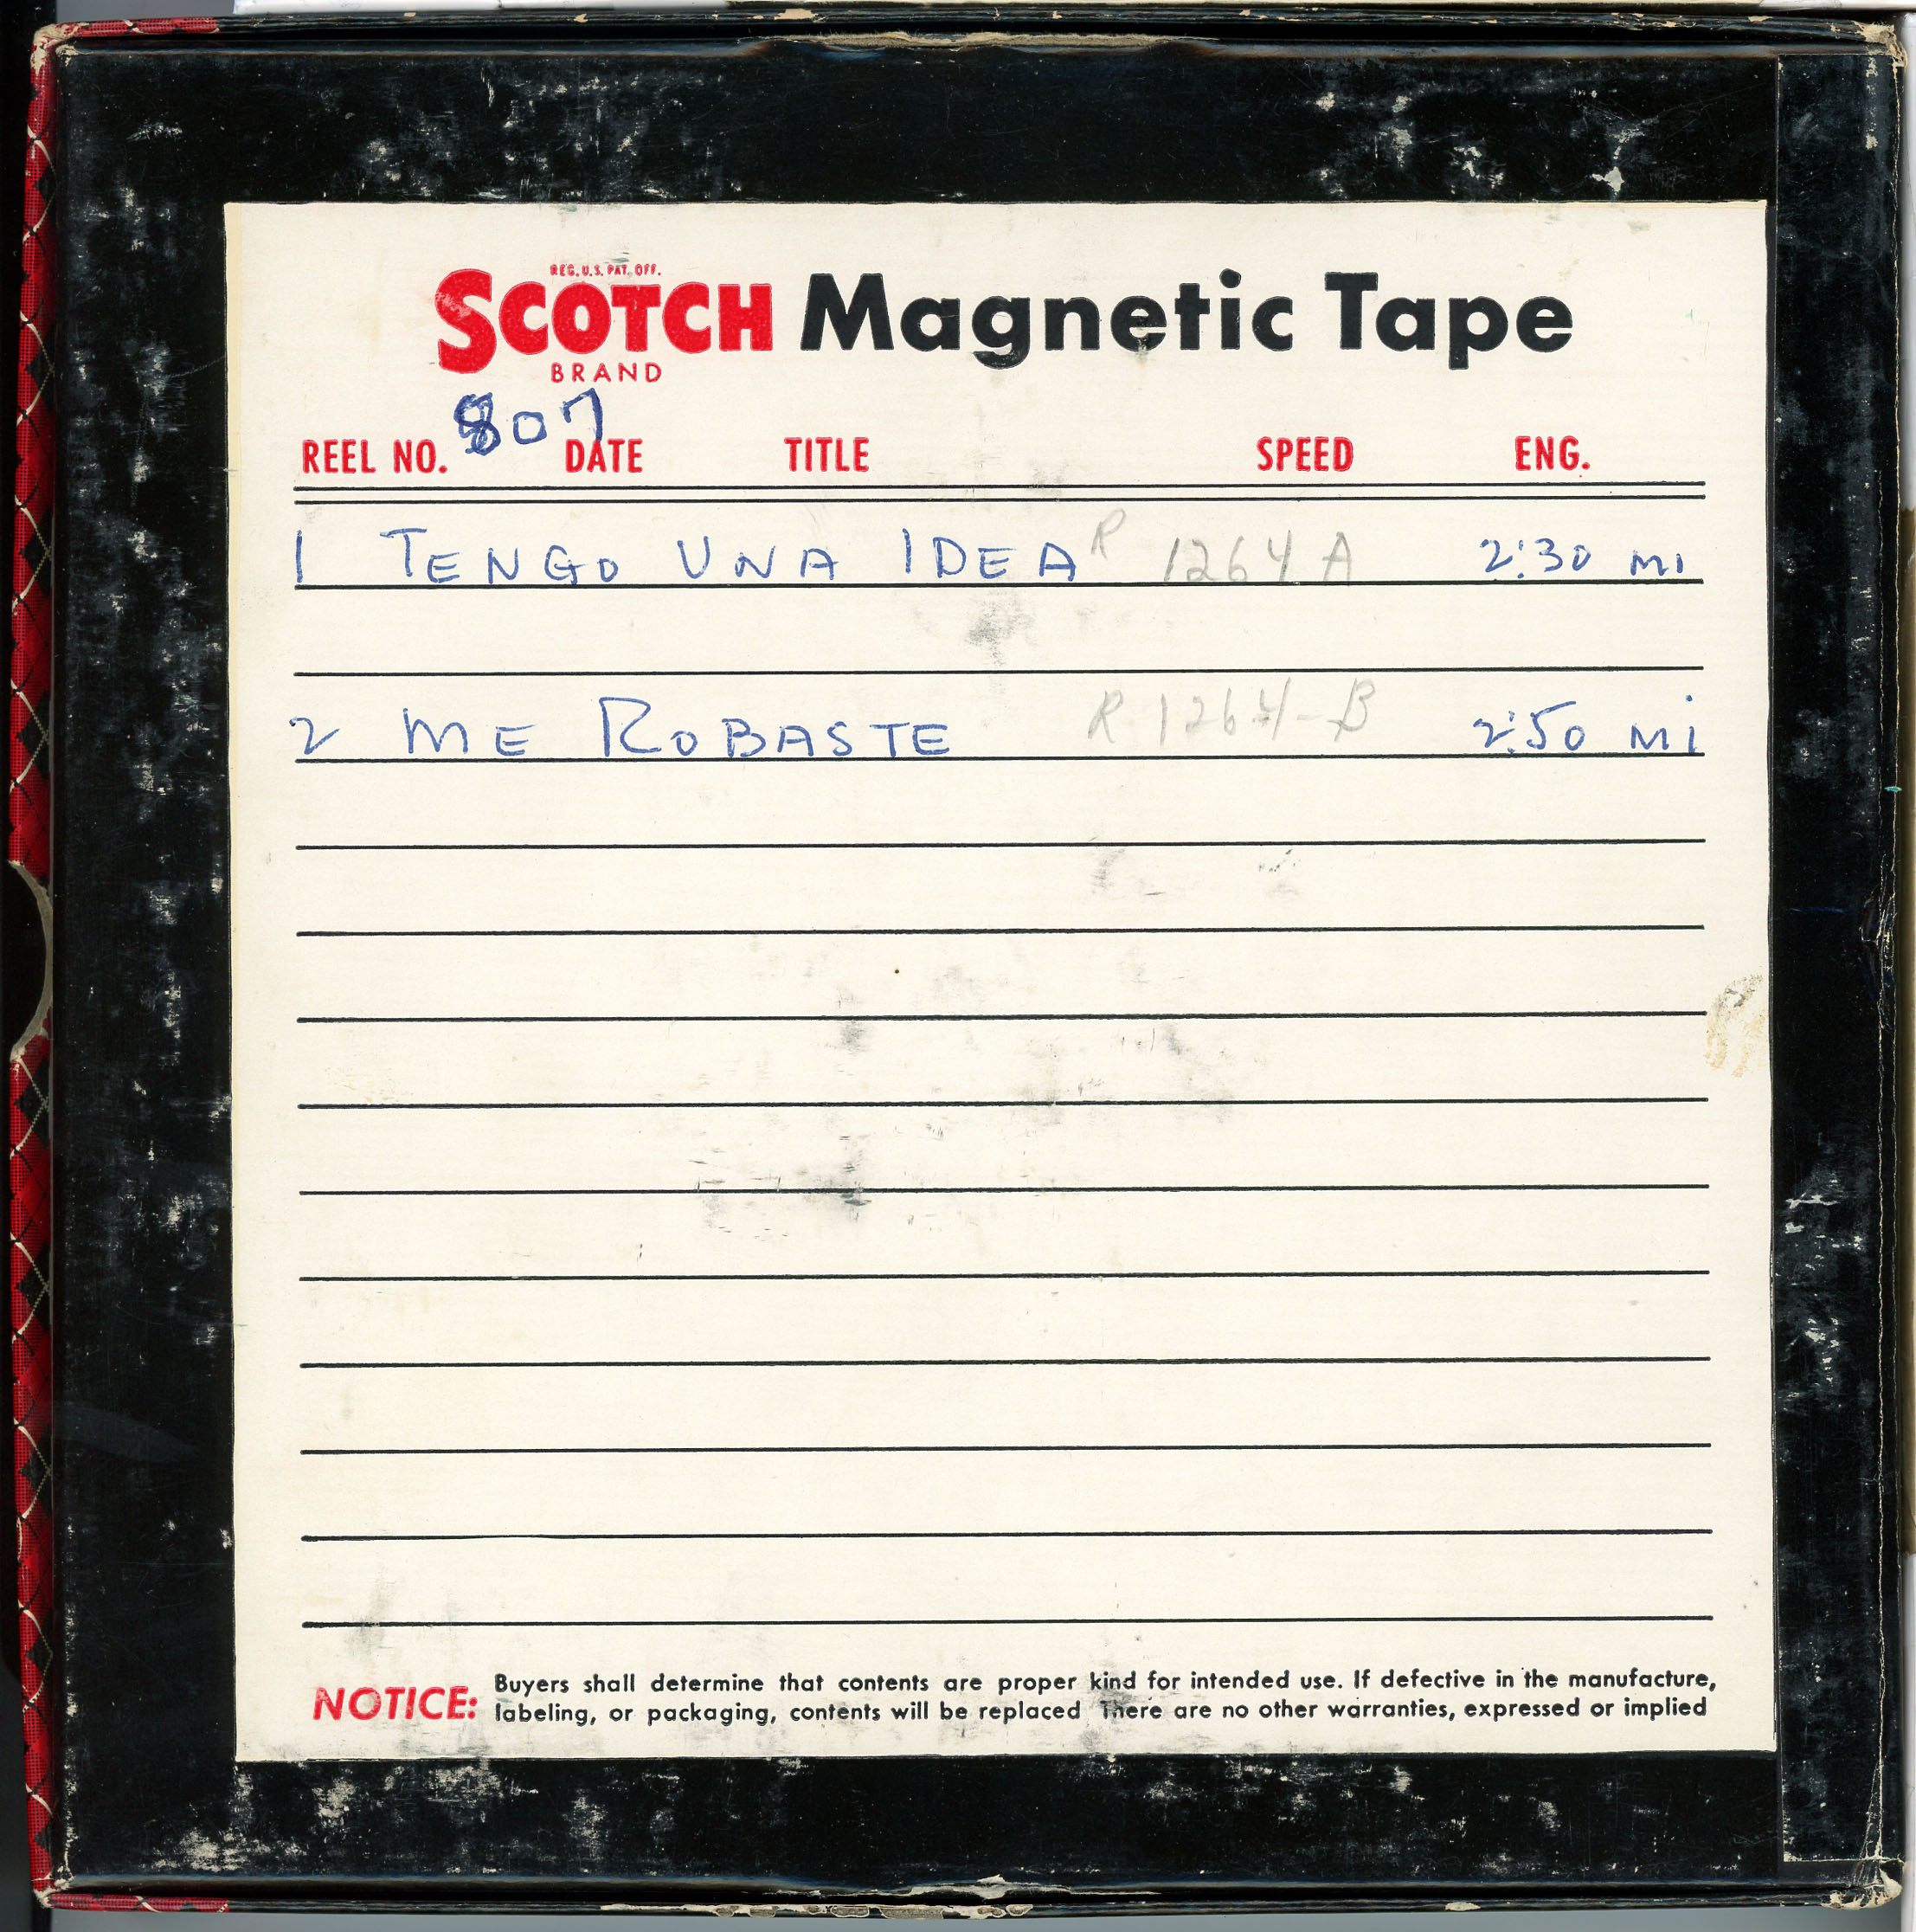 REG. U.S. PAT. OFF.
SCOTCH Magnetic Tape
BRAND
807
REEL NO. DATE TITLE SPEED ENG.
1 TENGO UNA IDEA R 1264 A 2:30 MI
2 ME ROBASTE R 1264-B 2:50 Mi
NOTICE: Buyers shall determine that contents are proper kind for intended use. If defective in the manufacture,
labeling, or packaging, contents will be replaced There are no other warranties, expressed or implied